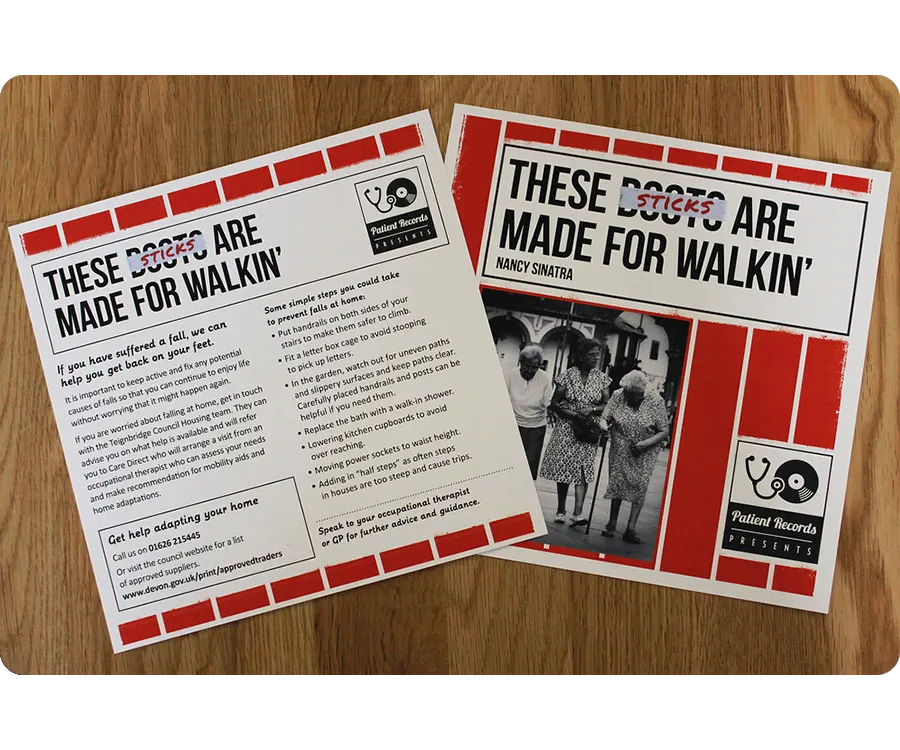 THESE BOOTS ARE
STICKS
MADE FOR WALKIN'
Patient Records
PRESENTS
If you have suffered a fall, we can
help you get back on your feet.
It is important to keep active and fix any potential
causes of falls so that you can continue to enjoy life
without worrying that it might happen again.
If you are worried about falling at home, get in touch
with the Teignbridge Council Housing team. They can
advise you on what help is available and will refer
you to Care Direct who will arrange a visit from an
occupational therapist who can assess your needs
and make recommendation for mobility aids and
home adaptations.
Get help adapting your home
Call us on 01626 215445
Or visit the council website for a list
of approved suppliers.
www.devon.gov.uk/print/approvedtraders
Some simple steps you could take
to prevent falls at home:
• Put handrails on both sides of your
stairs to make them safer to climb.
• Fit a letter box cage to avoid stooping
to pick up letters.
• In the garden, watch out for uneven paths
and slippery surfaces and keep paths clear.
Carefully placed handrails and posts can be
helpful if you need them.
• Replace the bath with a walk-in shower.
• Lowering kitchen cupboards to avoid
over reaching.
• Moving power sockets to waist height.
• Adding in "half steps" as often steps
in houses are too steep and cause trips.
Speak to your occupational therapist
or GP for further advice and guidance.
THESE BOOTS ARE
STICKS
MADE FOR WALKIN'
NANCY SINATRA
Patient Records
PRESENTS